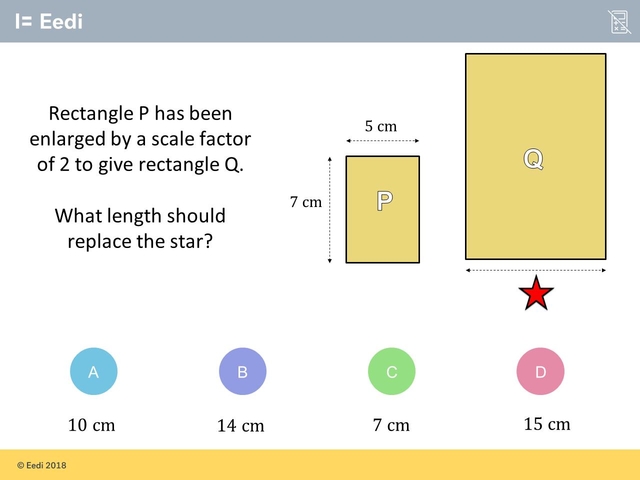 I= Eedi
Rectangle P has been
enlarged by a scale factor
of 2 to give rectangle Q.
What length should
replace the star?
5 cm
7 cm
P
Q
A
B
C
D
10 cm
14 cm
7 cm
15 cm
© Eedi 2018